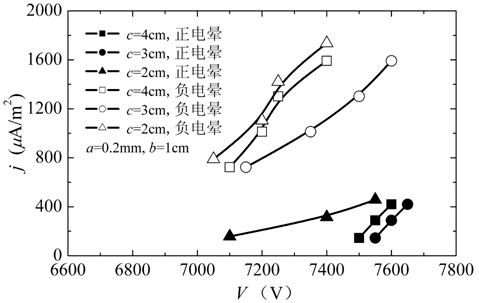 2000
1600
1200
800
400
0
j (μA/m²)
c=4cm, 正电晕
c=3cm, 正电晕
c=2cm, 正电晕
c=4cm, 负电晕
c=3cm, 负电晕
c=2cm, 负电晕
a=0.2mm, b=1cm
6600 6800 7000 7200 7400 7600 7800
V（V）